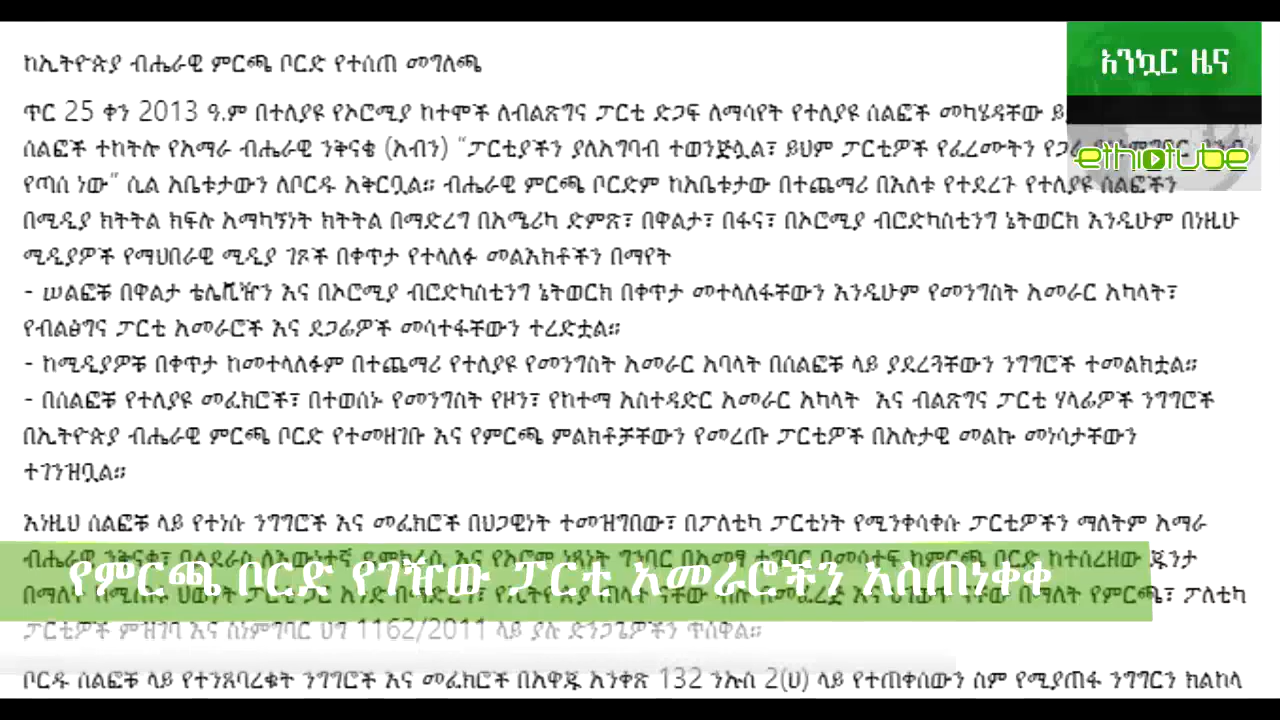 ከኢትዮጵያ ብሔራዊ ምርጫ ቦርድ የተሰጠ መግለጫ
አንኳር ዜና
ጥር 25 ቀን 2013 ዓ.ም በተለያዩ የኦሮሚያ ከተሞች ለብልጽግና ፓርቲ ድጋፍ ለማሳየት የተለያዩ ሰልፎች መካሄዳቸው
ethiotube
ሰልፎች ተከትሎ የአማራ ብሔራዊ ንቅናቄ (አብን) “ፓርቲያችን ያለአግባብ ተወንጅሏል፣ ይህም ፓርቲዎች የፈረሙትን
የጣሰ ነው” ሲል አቤቱታውን ለቦርዱ አቅርቧል። ብሔራዊ ምርጫ ቦርድም ከአቤቱታው በተጨማሪ በእለቱ የተደረጉ የተለያዩ ሰልፎችን
በሚዲያ ክትትል ክፍሉ አማካኝነት ክትትል በማድረግ በአሜሪካ ድምጽ፣ በዋልታ፣ በፋና፣ በኦሮሚያ ብሮድካስቲንግ ኔትወርክ እንዲሁም በነዚሁ
ሚዲያዎች የማህበራዊ ሚዲያ ገጾች በቀጥታ የተላለፉ መልእክቶችን በማየት
- ሠልፎቹ በዋልታ ቴሌቪዥን እና በኦሮሚያ ብሮድካስቲንግ ኔትወርክ በቀጥታ መተላለፋቸውን እንዲሁም የመንግስት አመራር አካላት፣
የብልፅግና ፓርቲ አመራሮች እና ደጋፊዎች መሳተፋቸውን ተረድቷል።
- ከሚዲያዎቹ በቀጥታ ከመተላለፉም በተጨማሪ የተለያዩ የመንግስት አመራር አባላት በሰልፎቹ ላይ ያደረጓቸውን ንግግሮች ተመልክቷል።
- በሰልፎቹ የተለያዩ መፈክሮች፣ በተወሰኑ የመንግስት የዞን፣ የከተማ አስተዳድር አመራር አካላት እና ብልጽግና ፓርቲ ሃላፊዎች ንግግሮች
በኢትዮጵያ ብሔራዊ ምርጫ ቦርድ የተመዘገቡ እና የምርጫ ምልክቶቻቸውን የመረጡ ፓርቲዎች በአሉታዊ መልኩ መነሳታቸውን
ተገንዝቧል።
እነዚህ ሰልፎቹ ላይ የተነሱ ንግግሮች እና መፈክሮች በህጋዊነት ተመዝግበው፣ በፖለቲካ ፓርቲነት የሚንቀሳቀሱ ፓርቲዎችን ማለትም አማራ
ጁንታ
የምርጫ ቦርድ የገዥው ፓርቲ አመራሮችን አስጠነቀቀ
በማለት የምርጫ፣ ፖለቲካ
ፓርቲዎች ምዝገባ እና ስነምግባር ህግ 1162/2011 ላይ ያሉ ድንጋጌዎችን ጥሰዋል።
ቦርዱ ሰልፎቹ ላይ የተንጸባረቁት ንግግሮች እና መፈክሮች በአዋጁ አንቀጽ 132 ንኡስ 2(ሀ) ላይ የተጠቀሰውን ስም የሚያጠፋ ንግግርን ክልከላ